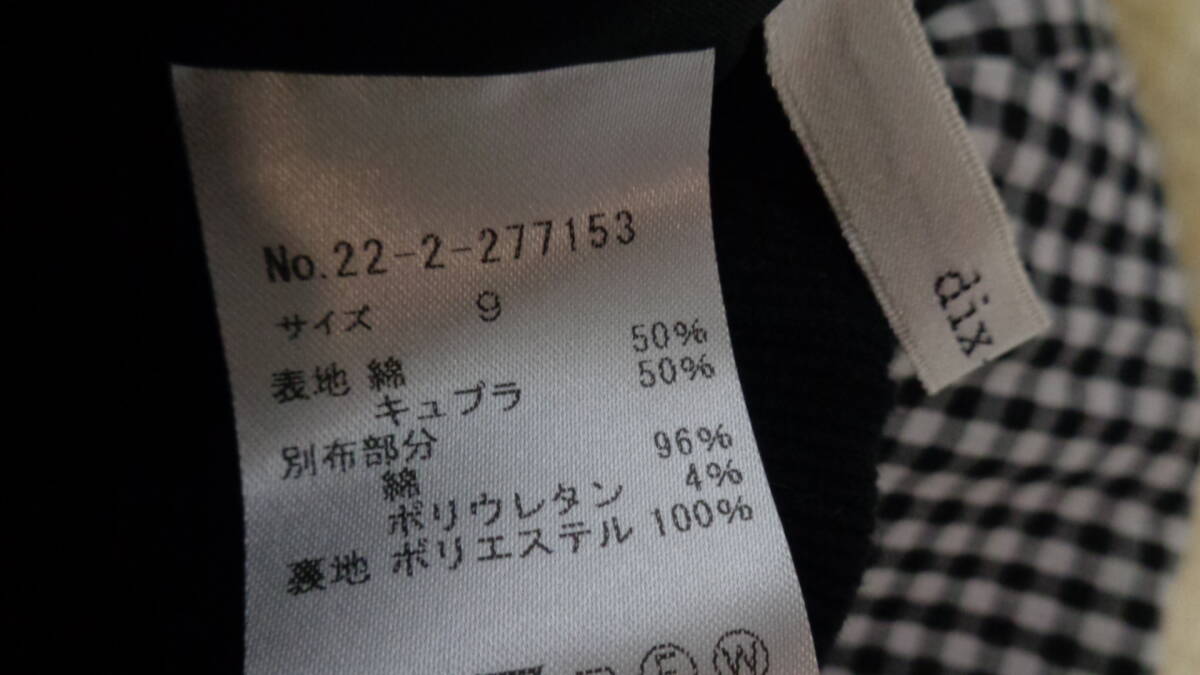 No.22-2-277153
サイズ 9
表地 綿 50%
キュプラ 50%
別布部分
綿 96%
ポリウレタン 4%
裏地 ポリエステル 100%
F W
dix